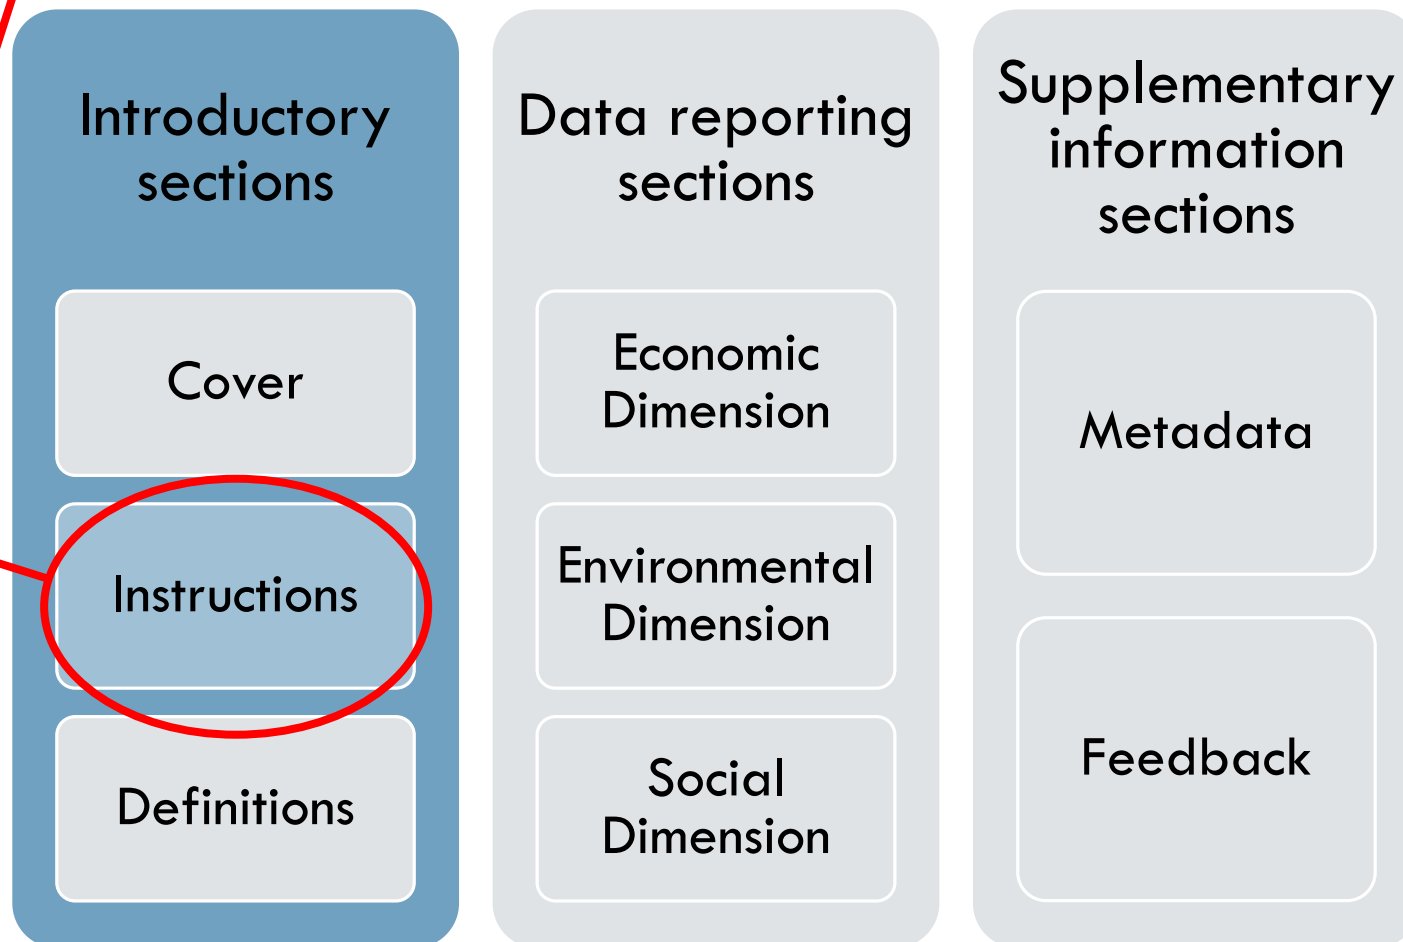 Introductory
sections
Cover
Instructions
Definitions
Data reporting
sections
Economic
Dimension
Environmental
Dimension
Social
Dimension
Supplementary
information
sections
Metadata
Feedback